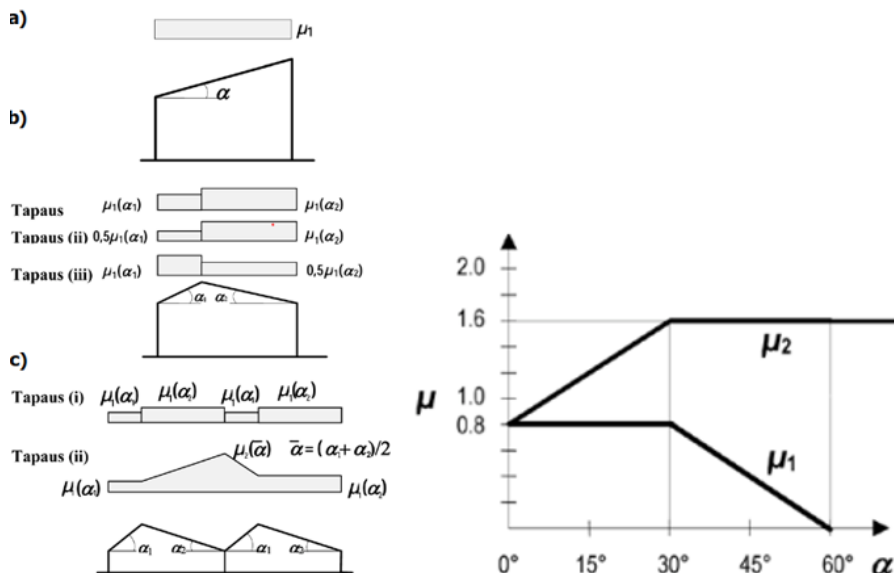 a)
μ₁
α
b)
Tapaus μ₁(α₁) μ₁(α₂)
Tapaus (ii) 0,5μ₁(α₁) μ₁(α₂)
Tapaus (iii) μ₁(α₁) 0,5μ₁(α₂)
α₁ α₂
c)
Tapaus (i) μ₁(α₁) μ₁(α₂) μ₁(α₁) μ₁(α₂)
Tapaus (ii) μ₂(α̅) α̅=(α₁+α₂)/2
μ₁(α₁) μ₁(α₂)
α₁ α₂ α₁ α₂
2.0
1.6
μ₂
μ 1.0
0.8
μ₁
0° 15° 30° 45° 60° α